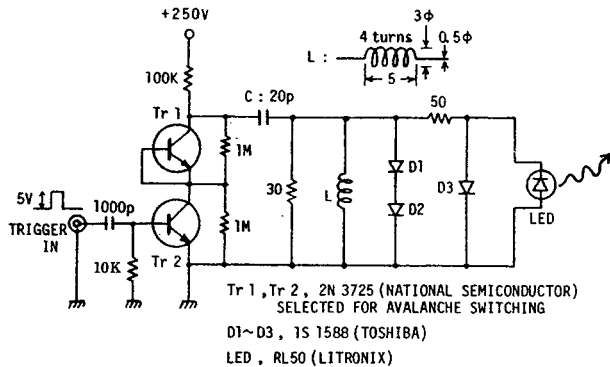 +250V
100K
Tr 1
C : 20p
1M
5V
1000p
TRIGGER
IN
10K
Tr 2
1M
30
L
D1
D2
50
D3
LED
L :
4 turns
5
3φ
0.5φ
Tr 1 , Tr 2 , 2N 3725 (NATIONAL SEMICONDUCTOR)
SELECTED FOR AVALANCHE SWITCHING
D1~D3 , 1S 1588 (TOSHIBA)
LED , RL50 (LITRONIX)